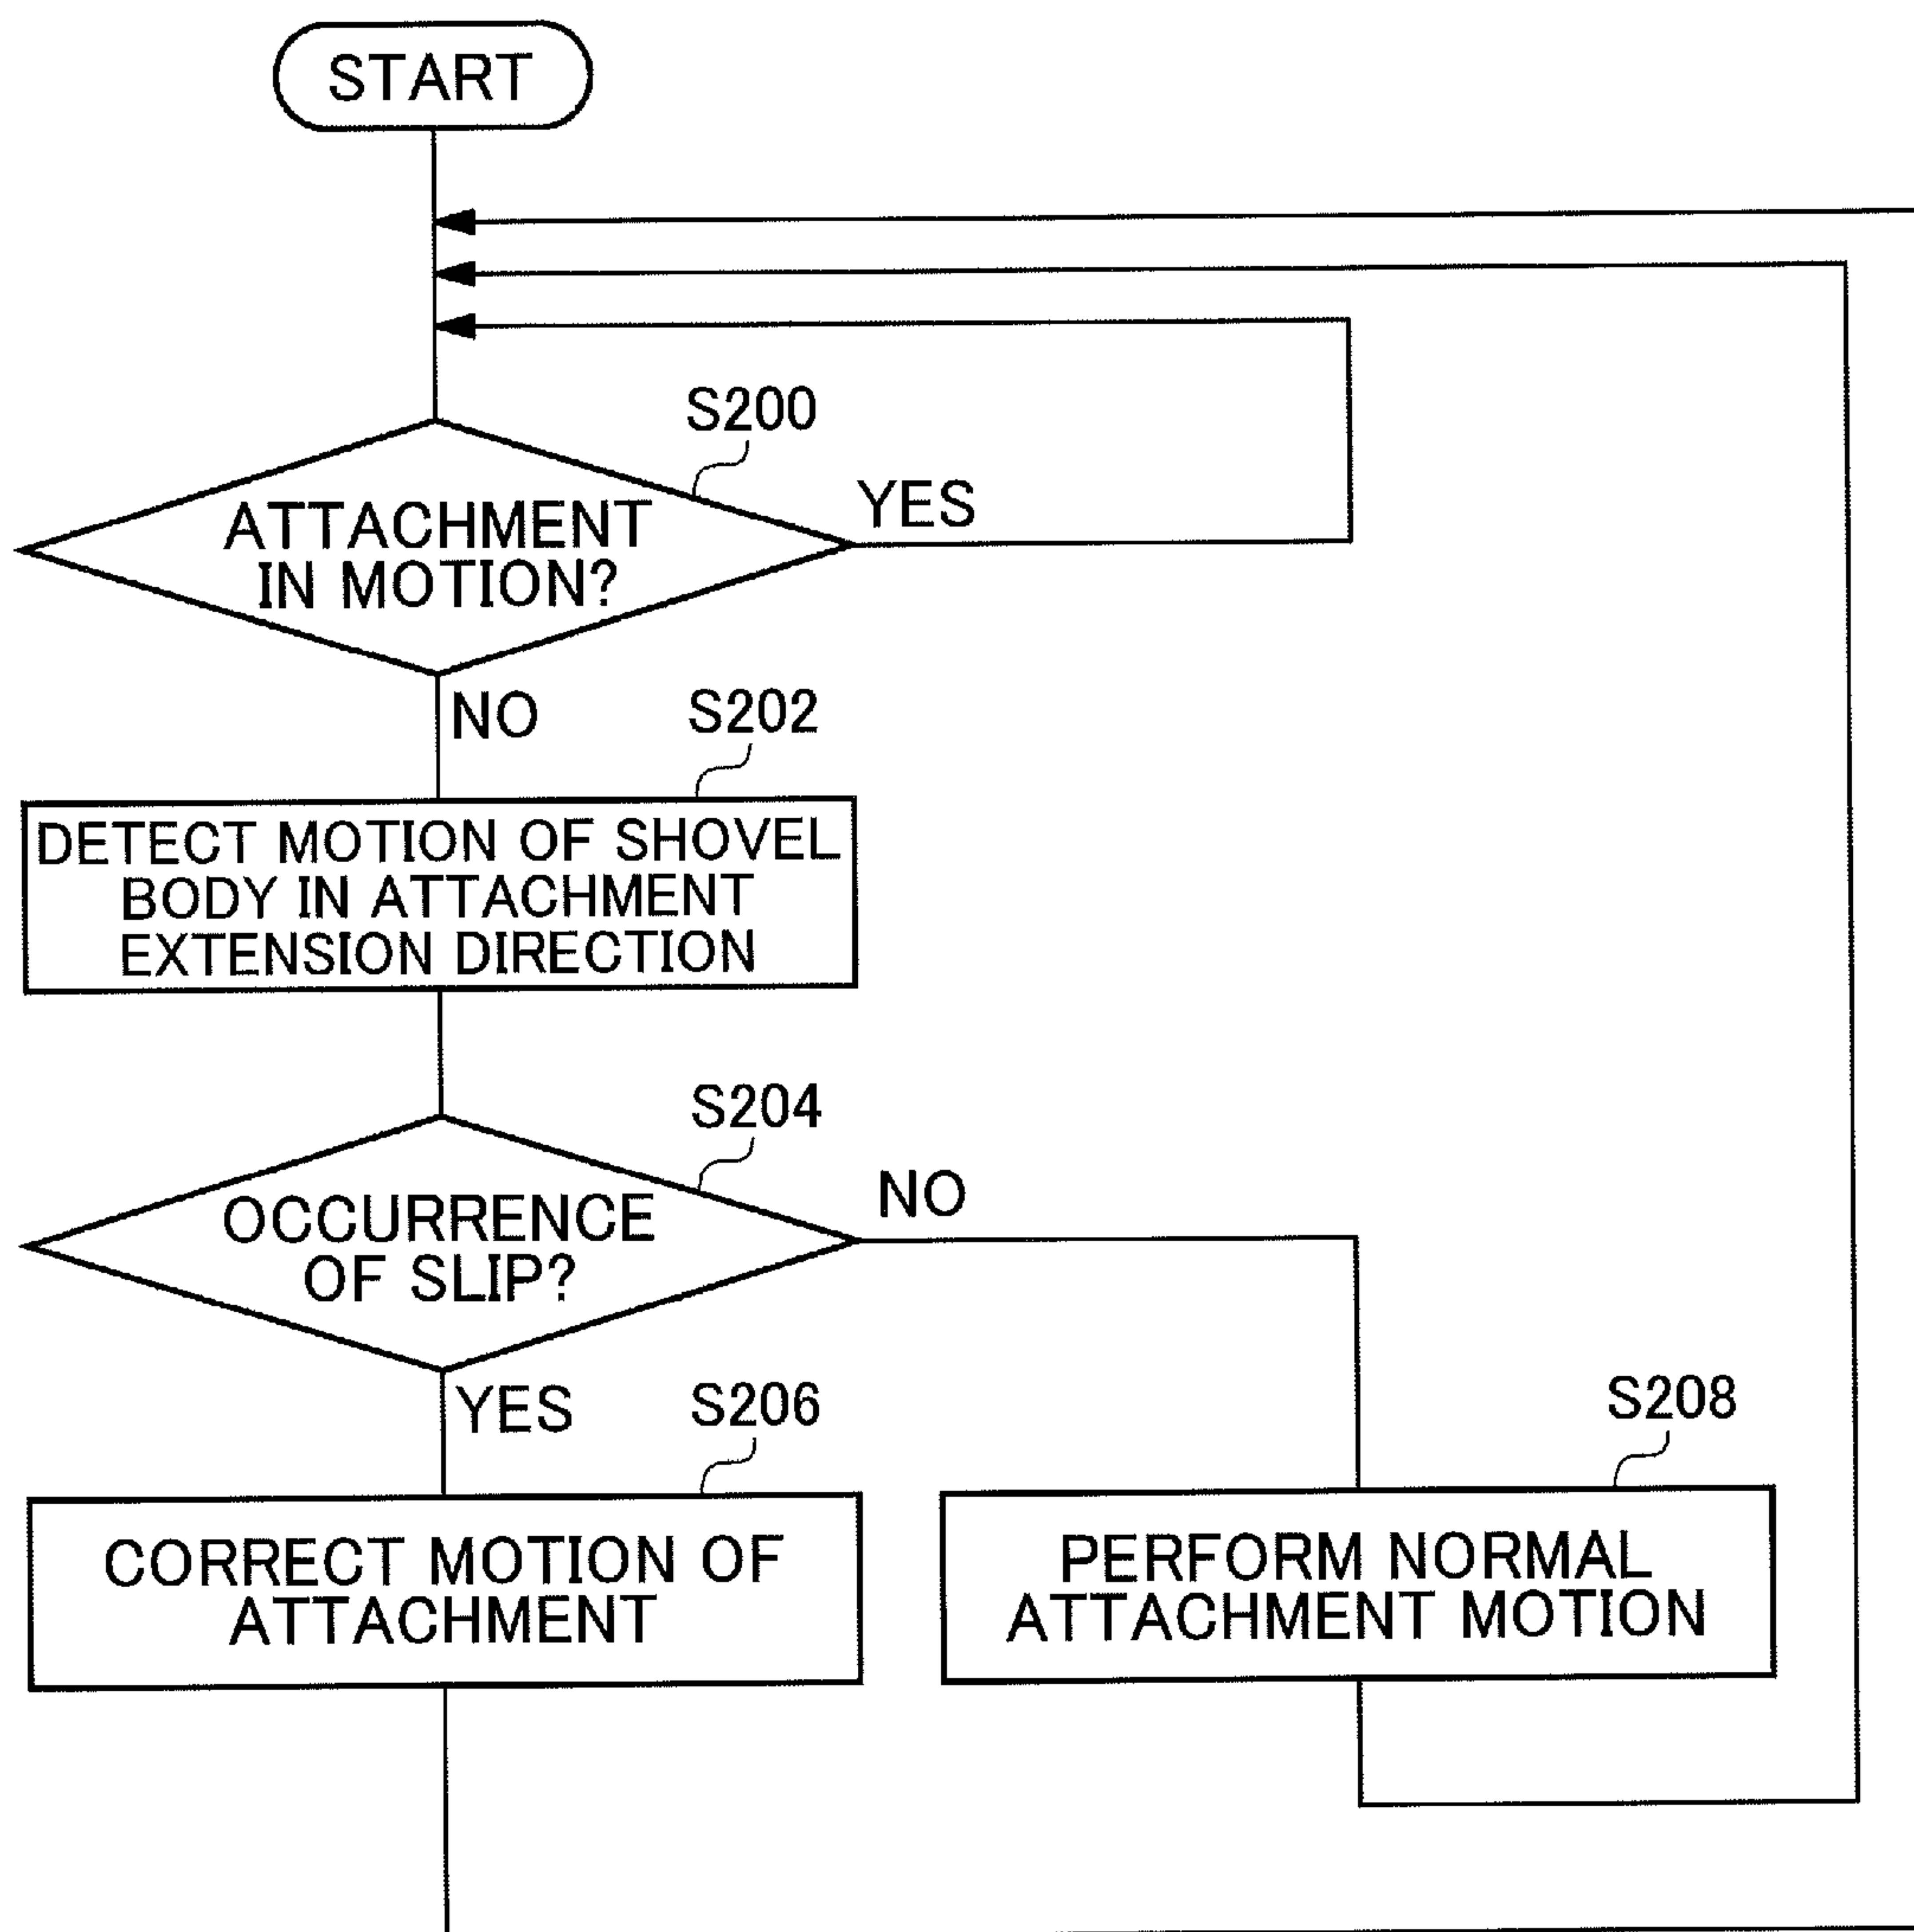 START
S200
ATTACHMENT
IN MOTION?
YES
NO
S202
DETECT MOTION OF SHOVEL
BODY IN ATTACHMENT
EXTENSION DIRECTION
S204
OCCURRENCE
OF SLIP?
NO
YES
S206
CORRECT MOTION OF
ATTACHMENT
S208
PERFORM NORMAL
ATTACHMENT MOTION